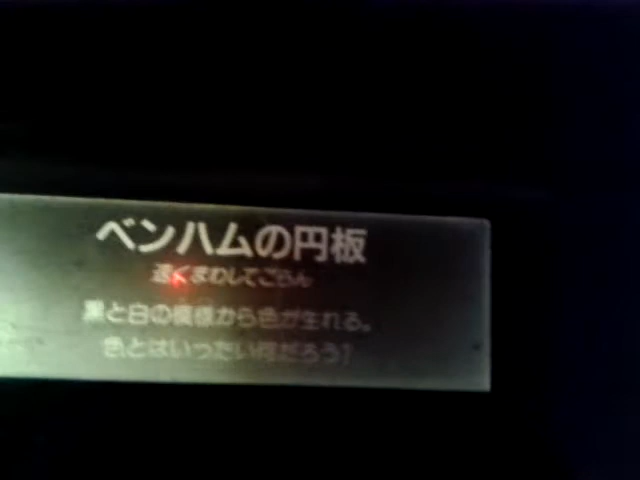 ベンハムの円板
速くまわしてごらん
黒と白の模様から色が生れる。
色とはいったい何だろう？